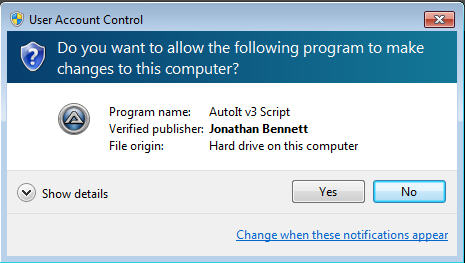 User Account Control
Do you want to allow the following program to make
changes to this computer?
Program name: AutoIt v3 Script
Verified publisher: Jonathan Bennett
File origin: Hard drive on this computer
Show details
Yes No
Change when these notifications appear